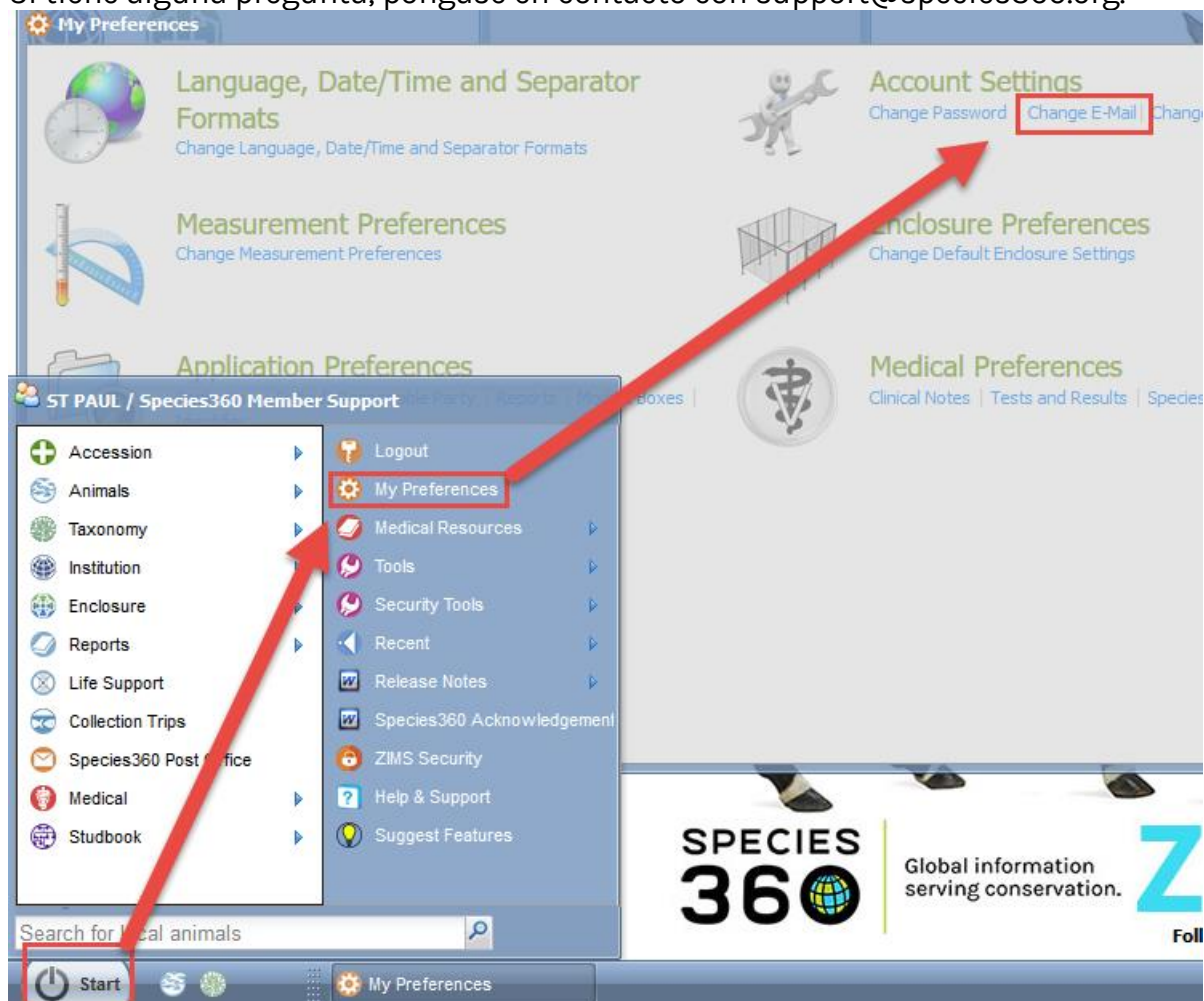 Si tiene alguna pregunta, póngase en contacto con support@species360.org.
My Preferences
Language, Date/Time and Separator
Formats
Change Language, Date/Time and Separator Formats
Account Settings
Change Password | Change E-Mail | Change
Measurement Preferences
Change Measurement Preferences
Enclosure Preferences
Change Default Enclosure Settings
Application Preferences
Party | Reports | Boxes |
Medical Preferences
Clinical Notes | Tests and Results | Species
ST PAUL / Species360 Member Support
Accession
Animals
Taxonomy
Institution
Enclosure
Reports
Life Support
Collection Trips
Species360 Post Office
Medical
Studbook
Logout
My Preferences
Medical Resources
Tools
Security Tools
Recent
Release Notes
Species360 Acknowledgement
ZIMS Security
Help & Support
Suggest Features
Search for local animals
Start
My Preferences
SPECIES
360
Global information
serving conservation.
Z
Foll